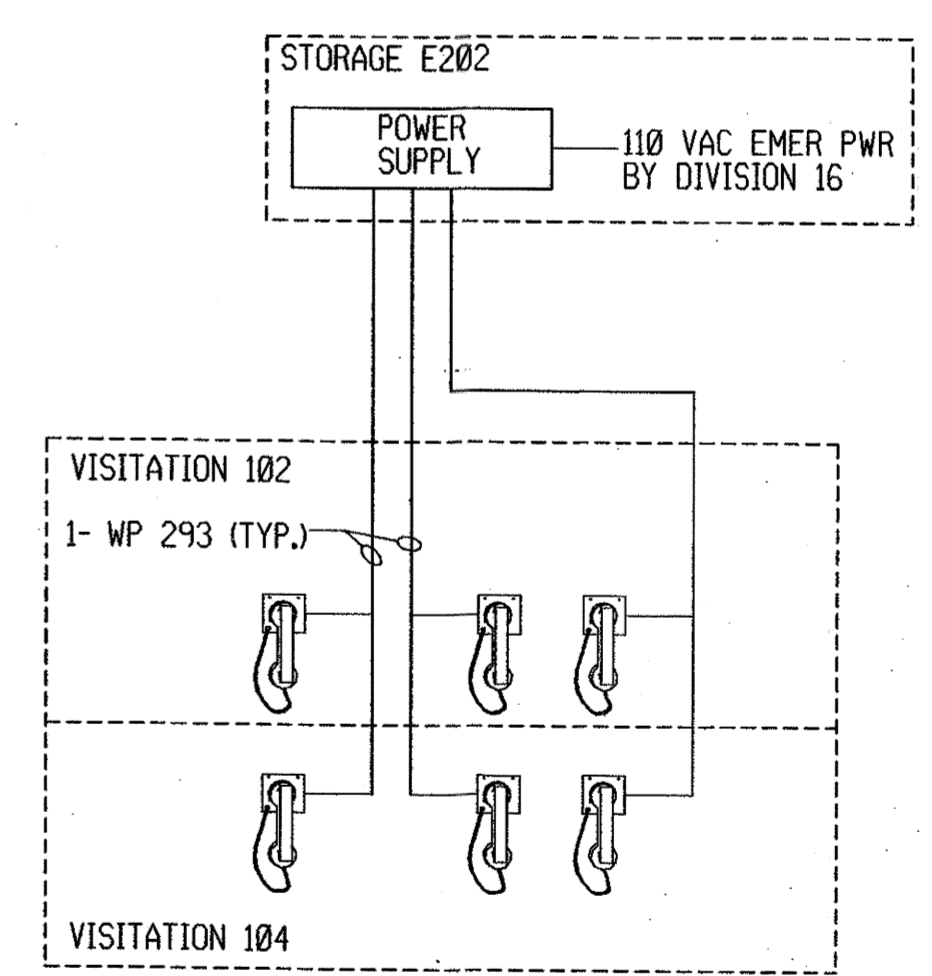 STORAGE E202
POWER
SUPPLY
110 VAC EMER PWR
BY DIVISION 16
VISITATION 102
1- WP 293 (TYP.)
VISITATION 104